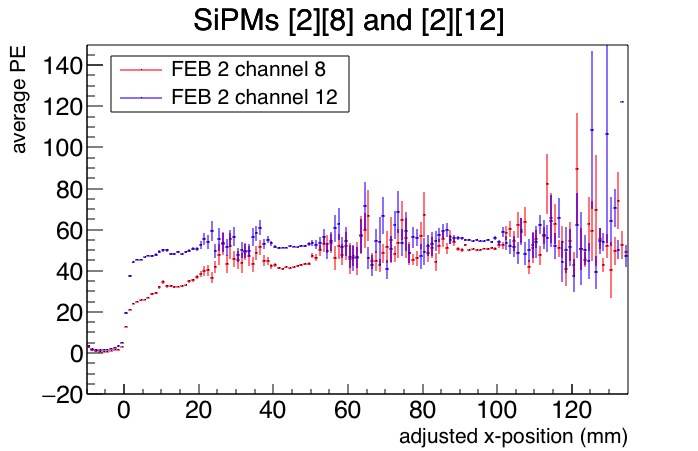 SiPMs [2][8] and [2][12]
average PE
140
120
100
80
60
40
20
0
−20
FEB 2 channel 8
FEB 2 channel 12
0 20 40 60 80 100 120
adjusted x-position (mm)